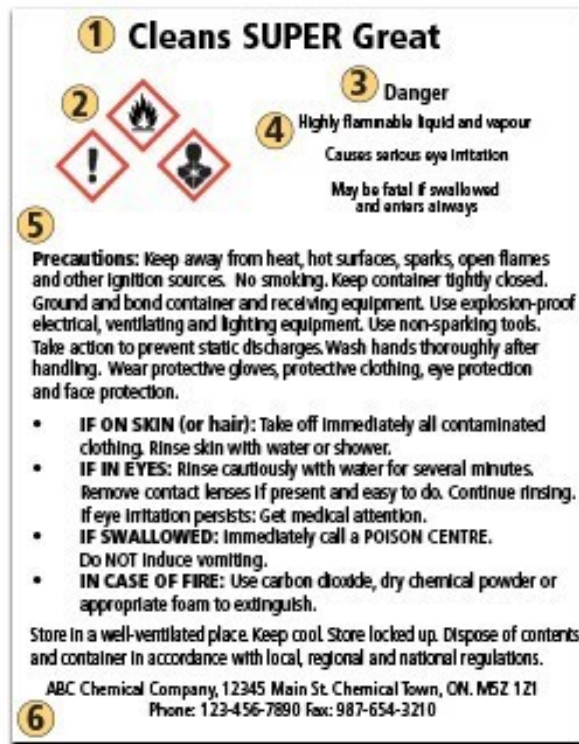 1 Cleans SUPER Great
2
3 Danger
4 Highly flammable liquid and vapour
Causes serious eye irritation
May be fatal if swallowed
and enters airways
5
Precautions: Keep away from heat, hot surfaces, sparks, open flames
and other ignition sources. No smoking. Keep container tightly closed.
Ground and bond container and receiving equipment. Use explosion-proof
electrical, ventilating and lighting equipment. Use non-sparking tools.
Take action to prevent static discharges. Wash hands thoroughly after
handling. Wear protective gloves, protective clothing, eye protection
and face protection.
• IF ON SKIN (or hair): Take off immediately all contaminated
clothing. Rinse skin with water or shower.
• IF IN EYES: Rinse cautiously with water for several minutes.
Remove contact lenses if present and easy to do. Continue rinsing.
If eye irritation persists: Get medical attention.
• IF SWALLOWED: Immediately call a POISON CENTRE.
Do NOT induce vomiting.
• IN CASE OF FIRE: Use carbon dioxide, dry chemical powder or
appropriate foam to extinguish.
Store in a well-ventilated place. Keep cool. Store locked up. Dispose of contents
and container in accordance with local, regional and national regulations.
ABC Chemical Company, 12345 Main St. Chemical Town, ON. M5Z 1Z1
Phone: 123-456-7890 Fax: 987-654-3210
6